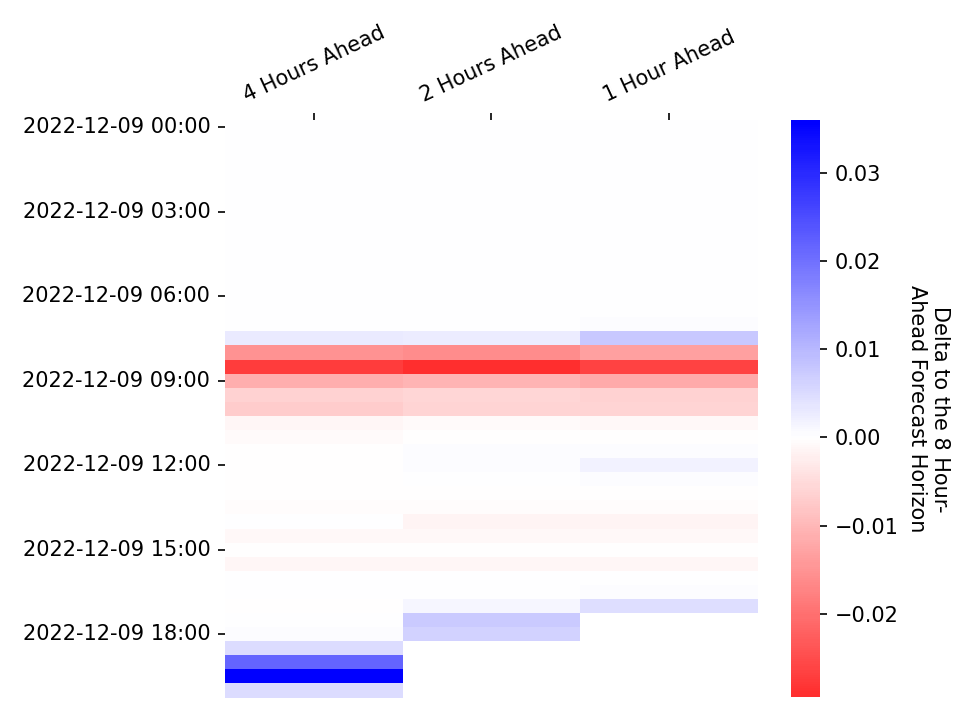 4 Hours Ahead
2 Hours Ahead
1 Hour Ahead
2022-12-09 00:00
2022-12-09 03:00
2022-12-09 06:00
2022-12-09 09:00
2022-12-09 12:00
2022-12-09 15:00
2022-12-09 18:00
0.03
0.02
0.01
0.00
−0.01
−0.02
Delta to the 8 Hour-
Ahead Forecast Horizon